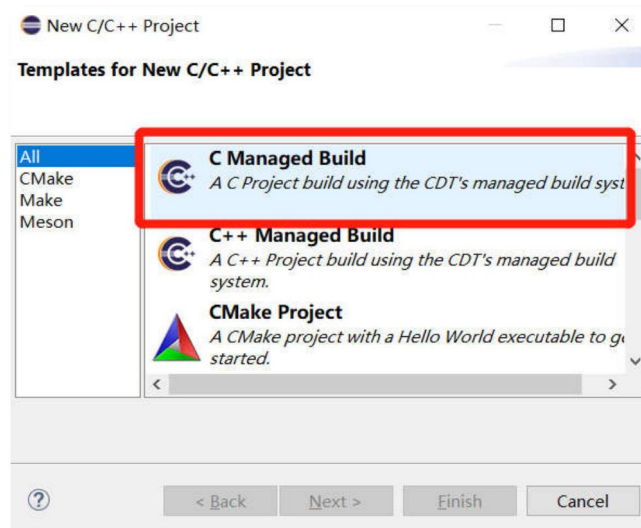 New C/C++ Project
Templates for New C/C++ Project
All
CMake
Make
Meson
C Managed Build
A C Project build using the CDT's managed build syst
C++ Managed Build
A C++ Project build using the CDT's managed build
system.
CMake Project
A CMake project with a Hello World executable to ge
started.
?
< Back
Next >
Finish
Cancel